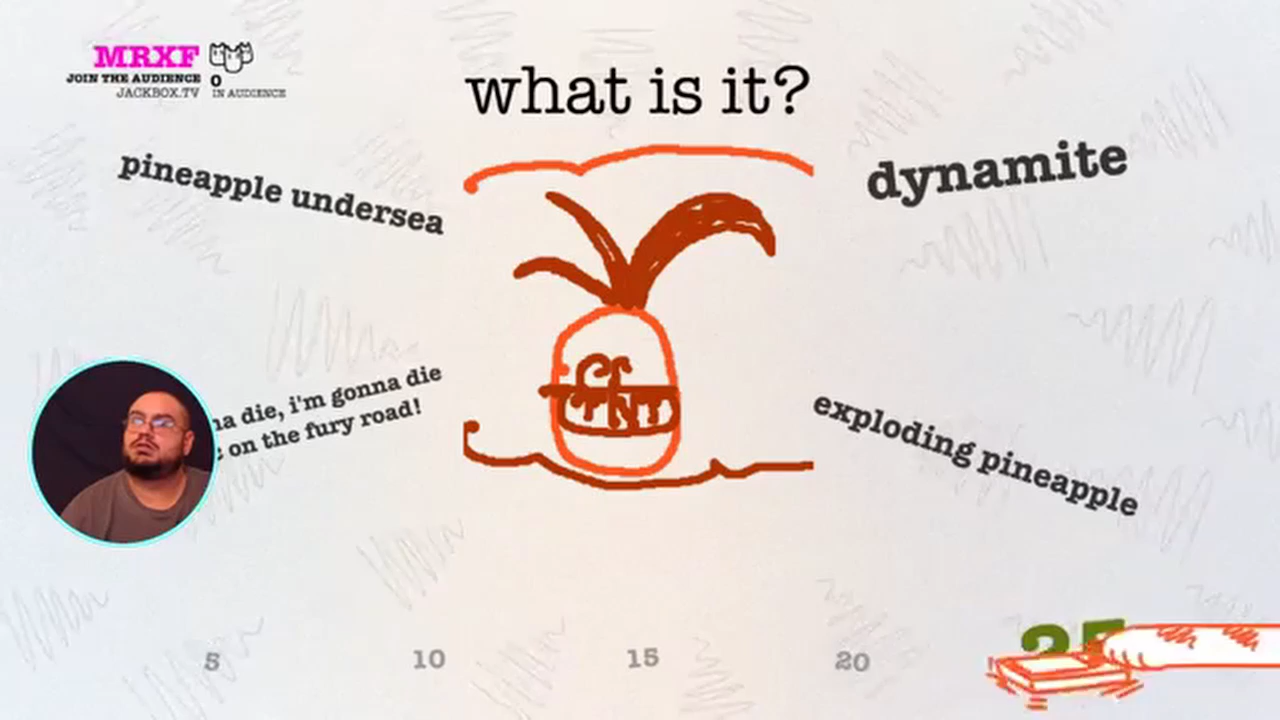 MRXF
JOIN THE AUDIENCE
JACKBOX.TV
0
IN AUDIENCE
what is it?
pineapple undersea
dynamite
die, i'm gonna die
on the fury road!
TNT
exploding pineapple
5
10
15
20